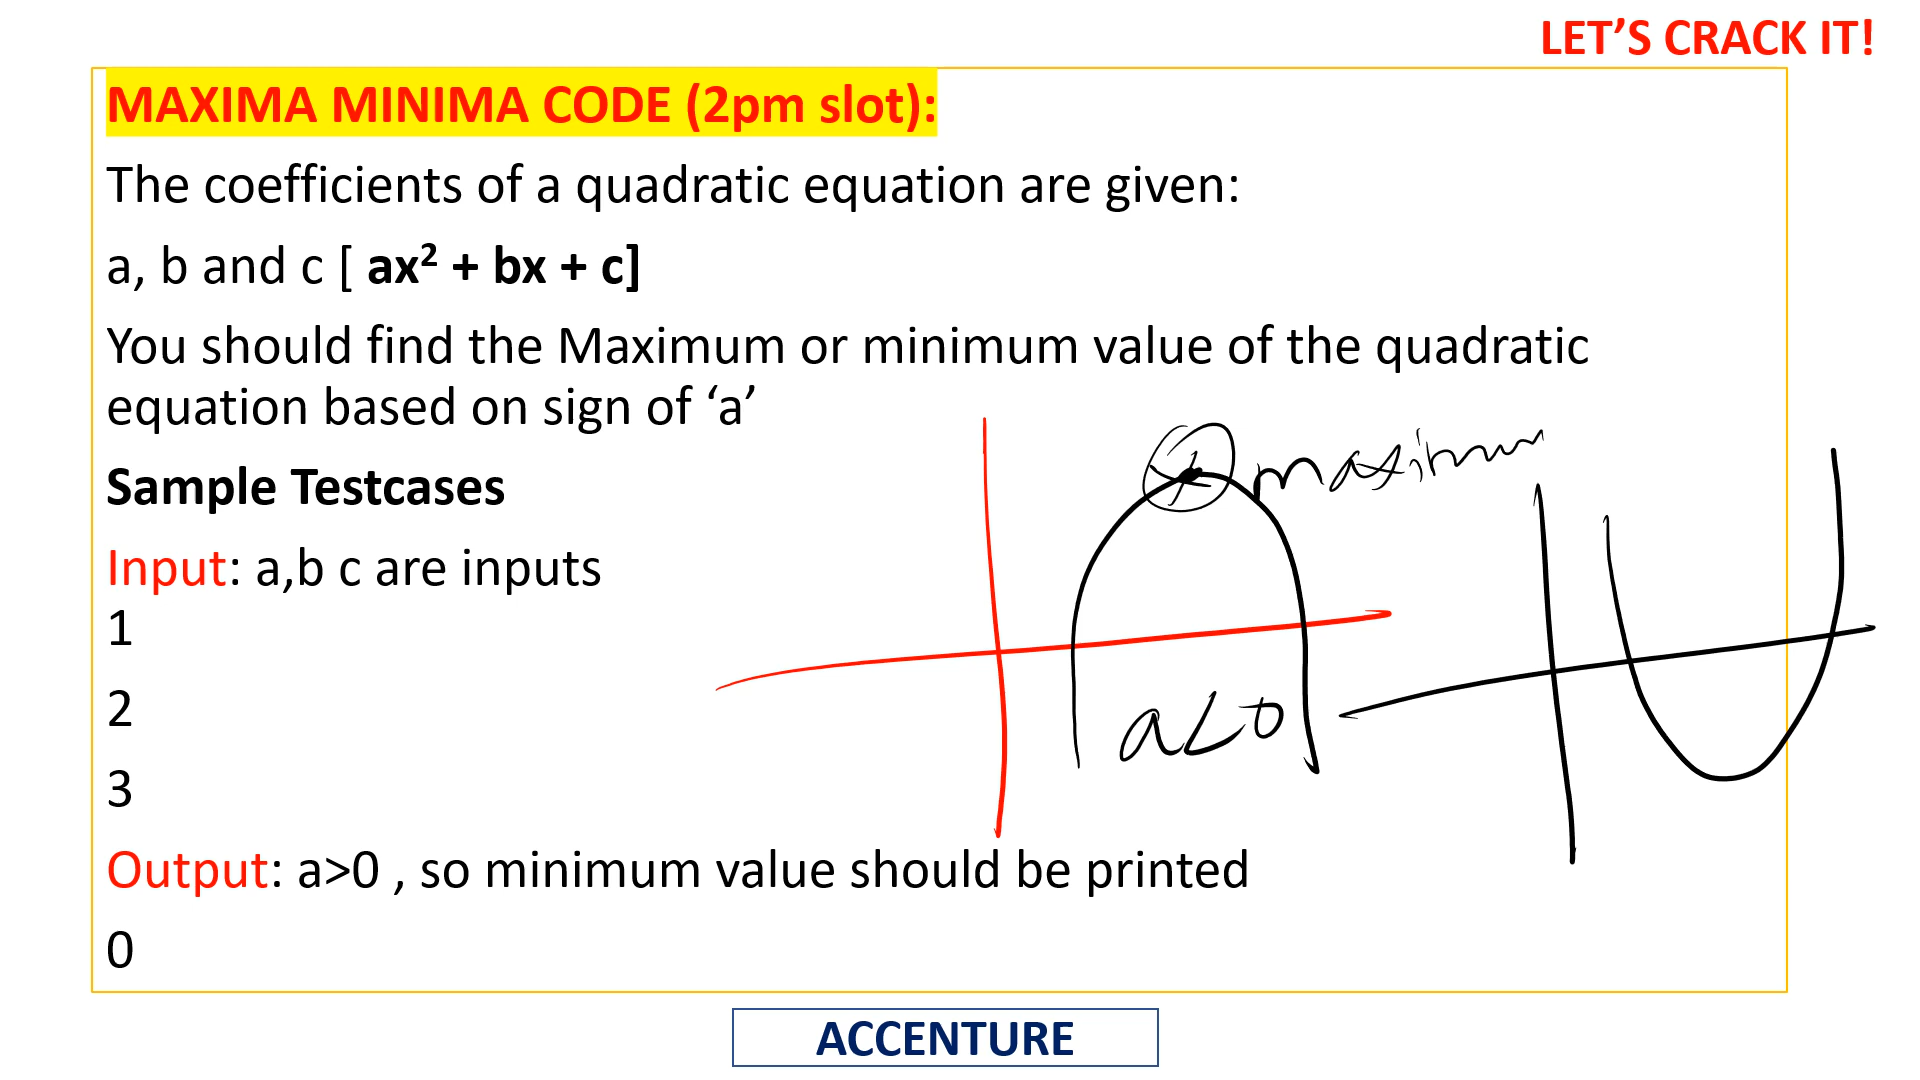 LET’S CRACK IT!
MAXIMA MINIMA CODE (2pm slot):
The coefficients of a quadratic equation are given:
a, b and c [ ax² + bx + c]
You should find the Maximum or minimum value of the quadratic
equation based on sign of ‘a’
maximum
Sample Testcases
Input: a,b c are inputs
1
2
a<0
3
Output: a>0 , so minimum value should be printed
0
ACCENTURE